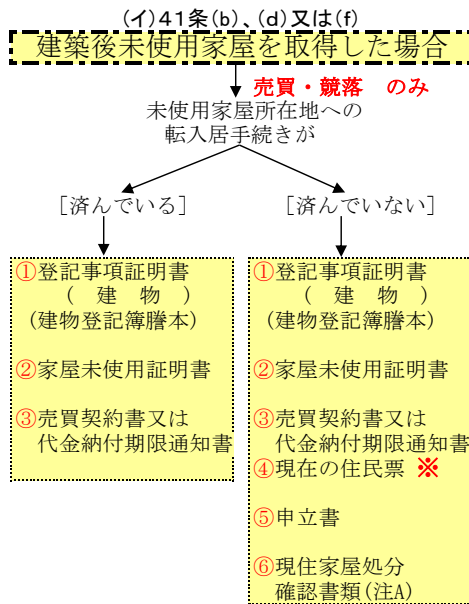 (イ)41条(b)、(d)又は(f)
建築後未使用家屋を取得した場合
売買・競落　のみ
未使用家屋所在地への
転入居手続きが
[済んでいる]
①登記事項証明書
(　建　物　)
(建物登記簿謄本)
②家屋未使用証明書
③売買契約書又は
代金納付期限通知書
[済んでいない]
①登記事項証明書
(　建　物　)
(建物登記簿謄本)
②家屋未使用証明書
③売買契約書又は
代金納付期限通知書
④現在の住民票 ※
⑤申立書
⑥現住家屋処分
確認書類(注A)